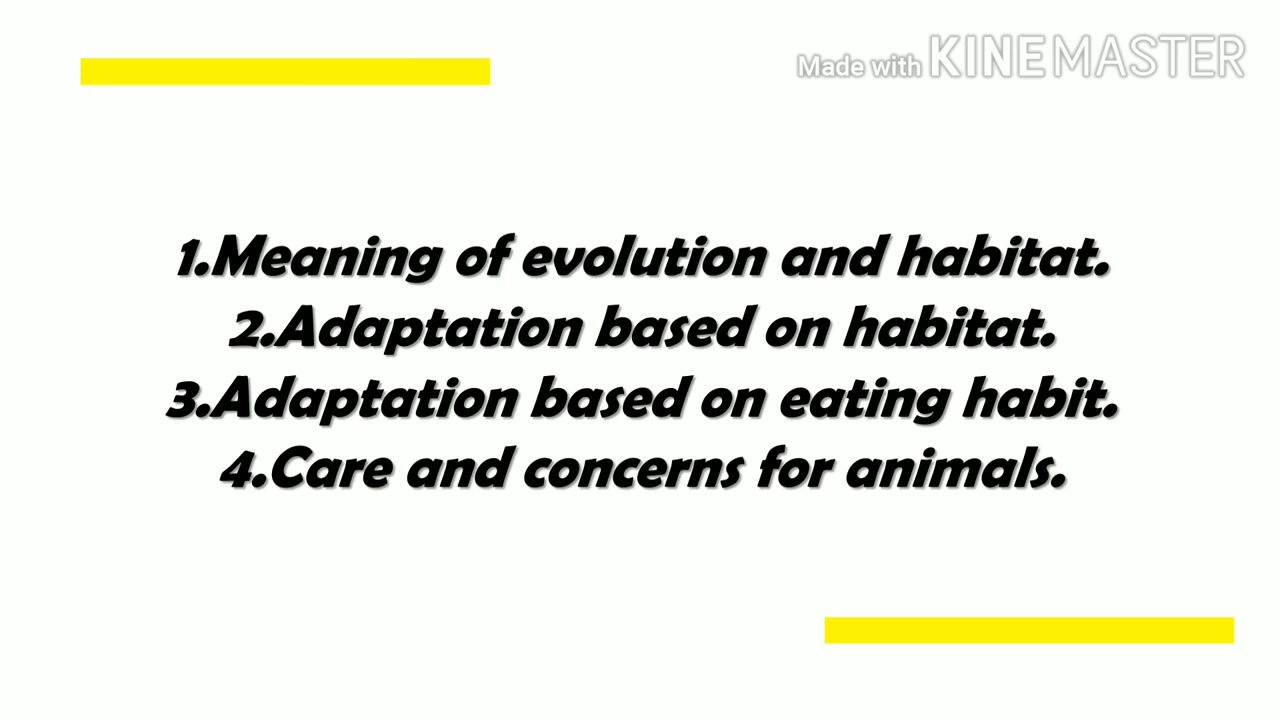 Made with KINEMASTER
1.Meaning of evolution and habitat.
2.Adaptation based on habitat.
3.Adaptation based on eating habit.
4.Care and concerns for animals.